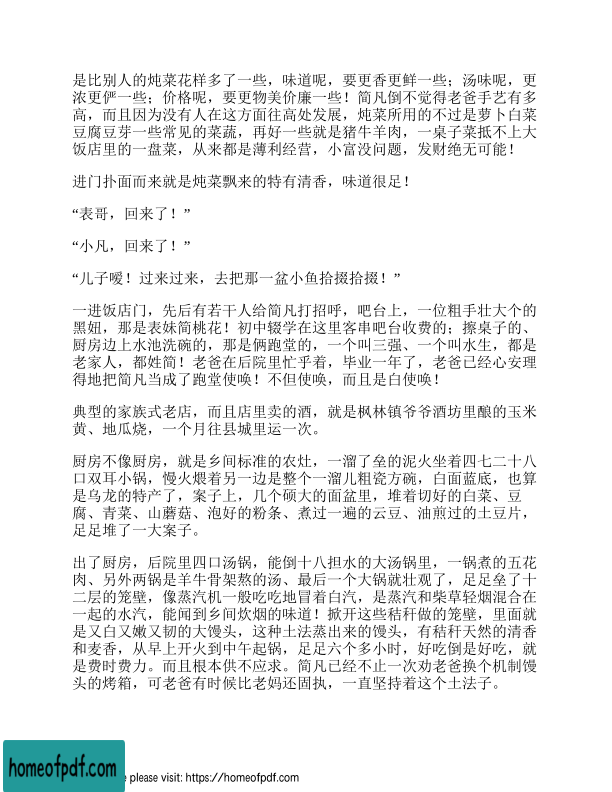 是比别人的炖菜花样多了一些，味道呢，要更香更鲜一些；汤味呢，更
浓更俨一些；价格呢，要更物美价廉一些！简凡倒不觉得老爸手艺有多
高，而且因为没有人在这方面往高处发展，炖菜所用的不过是萝卜白菜
豆腐豆芽一些常见的菜蔬，再好一些就是猪牛羊肉，一桌子菜抵不上大
饭店里的一盘菜，从来都是薄利经营，小富没问题，发财绝无可能！
进门扑面而来就是炖菜飘来的特有清香，味道很足！
“表哥，回来了！”
“小凡，回来了！”
“儿子嗳！过来过来，去把那一盆小鱼拾掇拾掇！”
一进饭店门，先后有若干人给简凡打招呼，吧台上，一位粗手壮大个的
黑妞，那是表妹简桃花！初中辍学在这里客串吧台收费的；擦桌子的、
厨房边上水池洗碗的，那是俩跑堂的，一个叫三强、一个叫水生，都是
老家人，都姓简！老爸在后院里忙乎着，毕业一年了，老爸已经心安理
得地把简凡当成了跑堂使唤！不但使唤，而且是白使唤！
典型的家族式老店，而且店里卖的酒，就是枫林镇爷爷酒坊里酿的玉米
黄、地瓜烧，一个月往县城里运一次。
厨房不像厨房，就是乡间标准的农灶，一溜了垒的泥火坐着四七二十八
口双耳小锅，慢火煨着另一边是整个一溜儿粗瓷方碗，白面蓝底，也算
是乌龙的特产了，案子上，几个硕大的面盆里，堆着切好的白菜、豆
腐、青菜、山蘑菇、泡好的粉条、煮过一遍的云豆、油煎过的土豆片，
足足堆了一大案子。
出了厨房，后院里四口汤锅，能倒十八担水的大汤锅里，一锅煮的五花
肉、另外两锅是羊牛骨架熬的汤、最后一个大锅就壮观了，足足垒了十
二层的笼壁，像蒸汽机一般吃吃地冒着白汽，是蒸汽和柴草轻烟混合在
一起的水汽，能闻到乡间炊烟的味道！掀开这些秸秆做的笼壁，里面就
是又白又嫩又韧的大馒头，这种土法蒸出来的馒头，有秸秆天然的清香
和麦香，从早上开火到中午起锅，足足六个多小时，好吃倒是好吃，就
是费时费力。而且根本供不应求。简凡已经不止一次劝老爸换个机制馒
头的烤箱，可老爸有时候比老妈还固执，一直坚持着这个土法子。
homeofpdf.com
please visit: https://homeofpdf.com